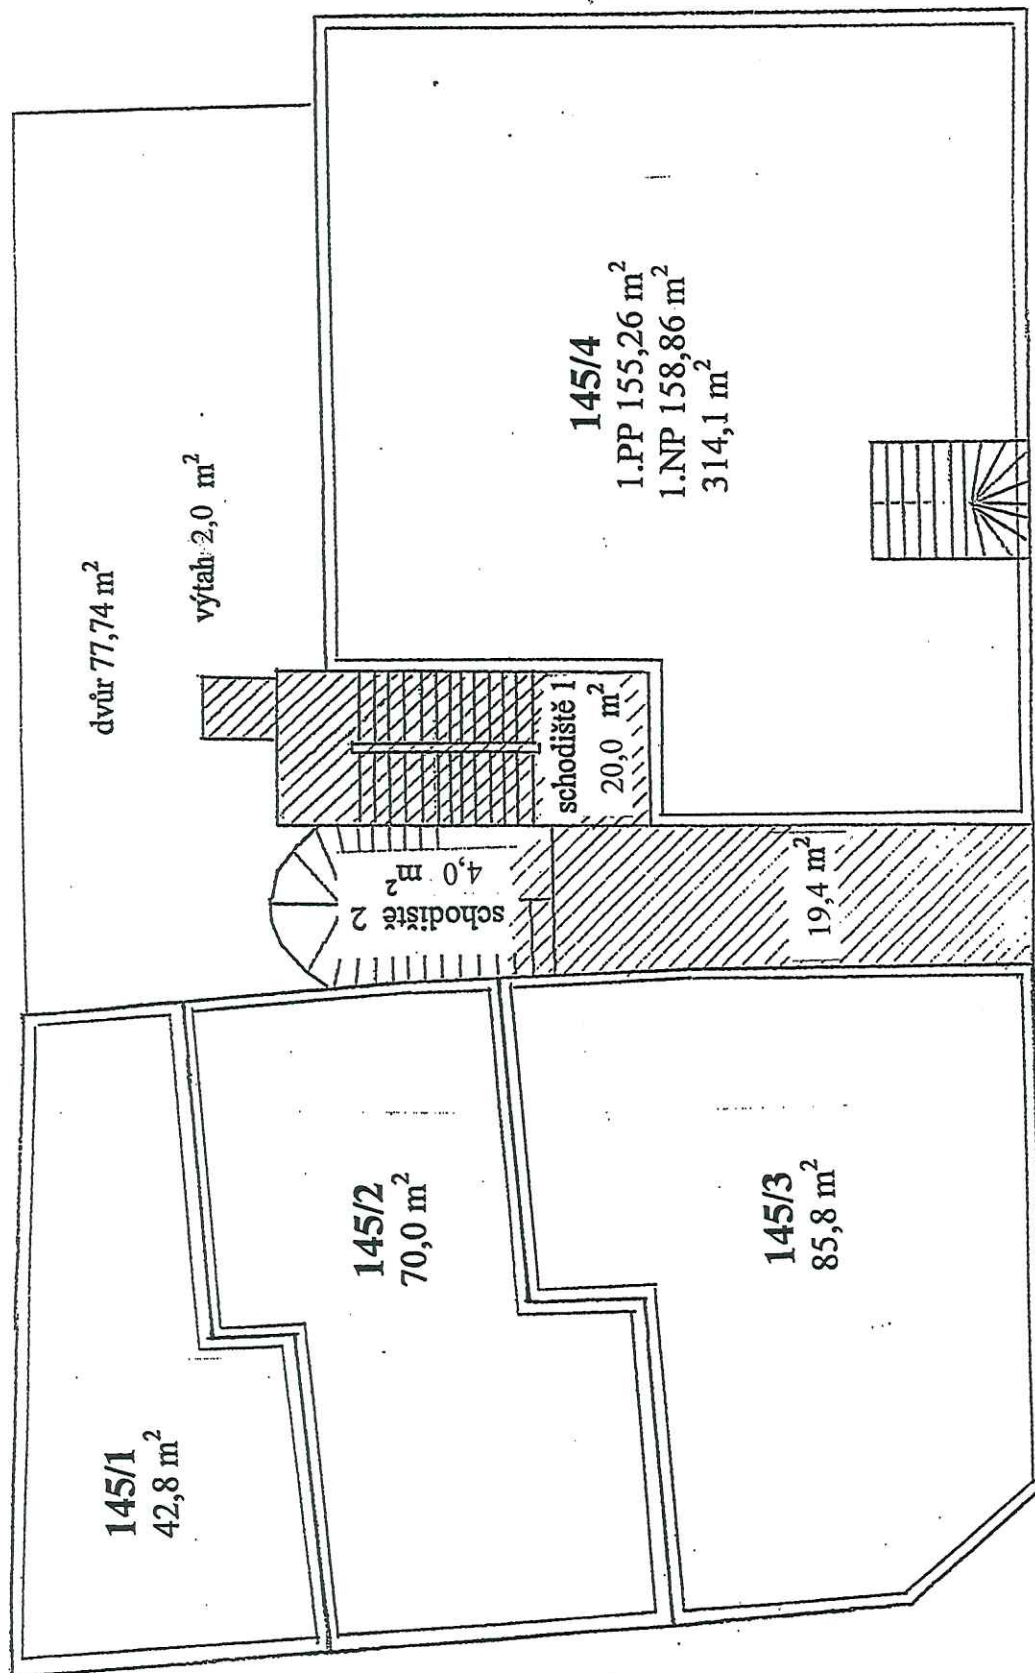 dvůr 77,74 m²
výtah 2,0 m²
145/4
1.PP 155,26 m²
1.NP 158,86 m²
314,1 m²
schodiště 1
20,0 m²
schodiště 2
4,0 m²
19,4 m²
145/1
42,8 m²
145/2
70,0 m²
145/3
85,8 m²